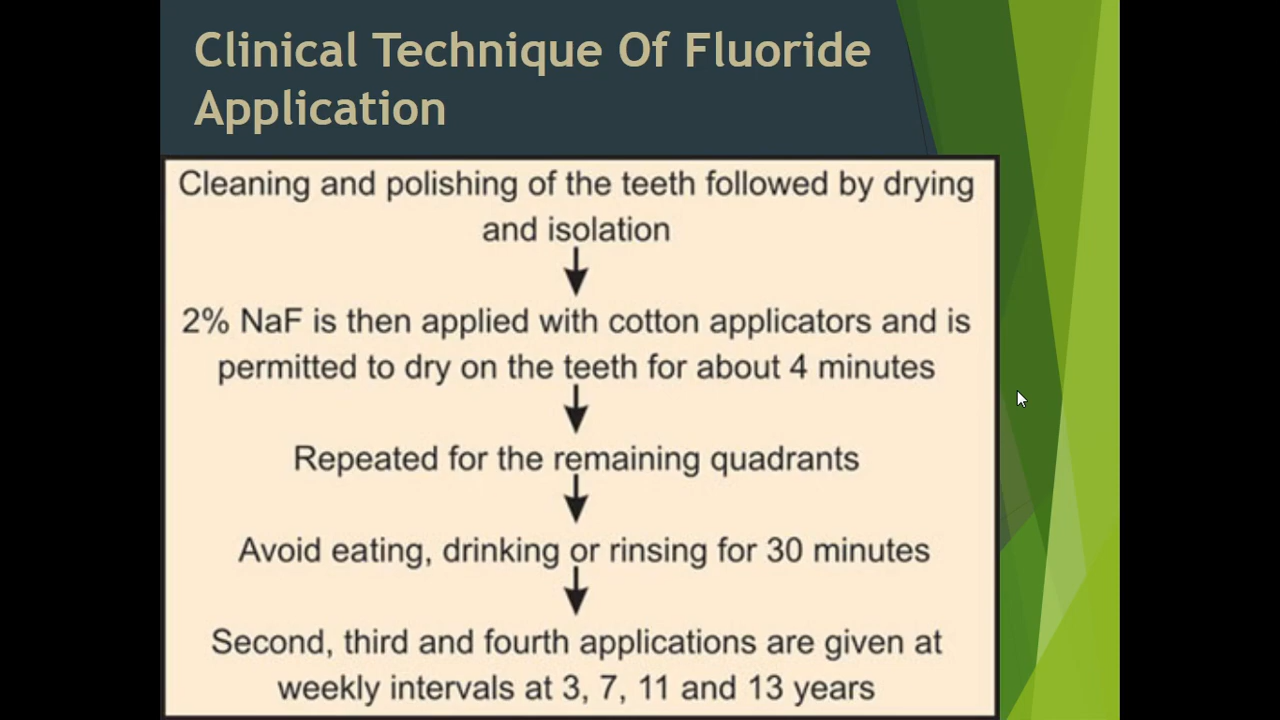 Clinical Technique Of Fluoride
Application
Cleaning and polishing of the teeth followed by drying
and isolation
2% NaF is then applied with cotton applicators and is
permitted to dry on the teeth for about 4 minutes
Repeated for the remaining quadrants
Avoid eating, drinking or rinsing for 30 minutes
Second, third and fourth applications are given at
weekly intervals at 3, 7, 11 and 13 years